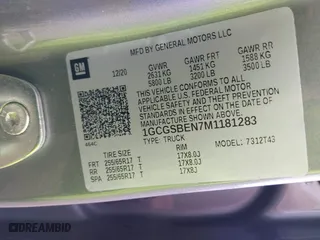 MFD BY GENERAL MOTORS LLC
GM
12/20 GVWR GAWR FRT GAWR RR
2631 KG 1451 KG 1588 KG
5800 LB 3200 LB 3500 LB
THIS VEHICLE CONFORMS TO ALL APPLICABLE
FEDERAL MOTOR VEHICLE SAFETY STANDARDS IN
EFFECT ON THE DATE OF MANUFACTURE SHOWN ABOVE.
1GCGSBEN7M1181283
TYPE: TRUCK
MODEL: 7312T43
TIRE SIZE RIM
FRT 255/65R17 T 17X8.0J
RR 255/65R17 T 17X8.0J
SPA 255/65R17 T 17X8J
DREAMBID